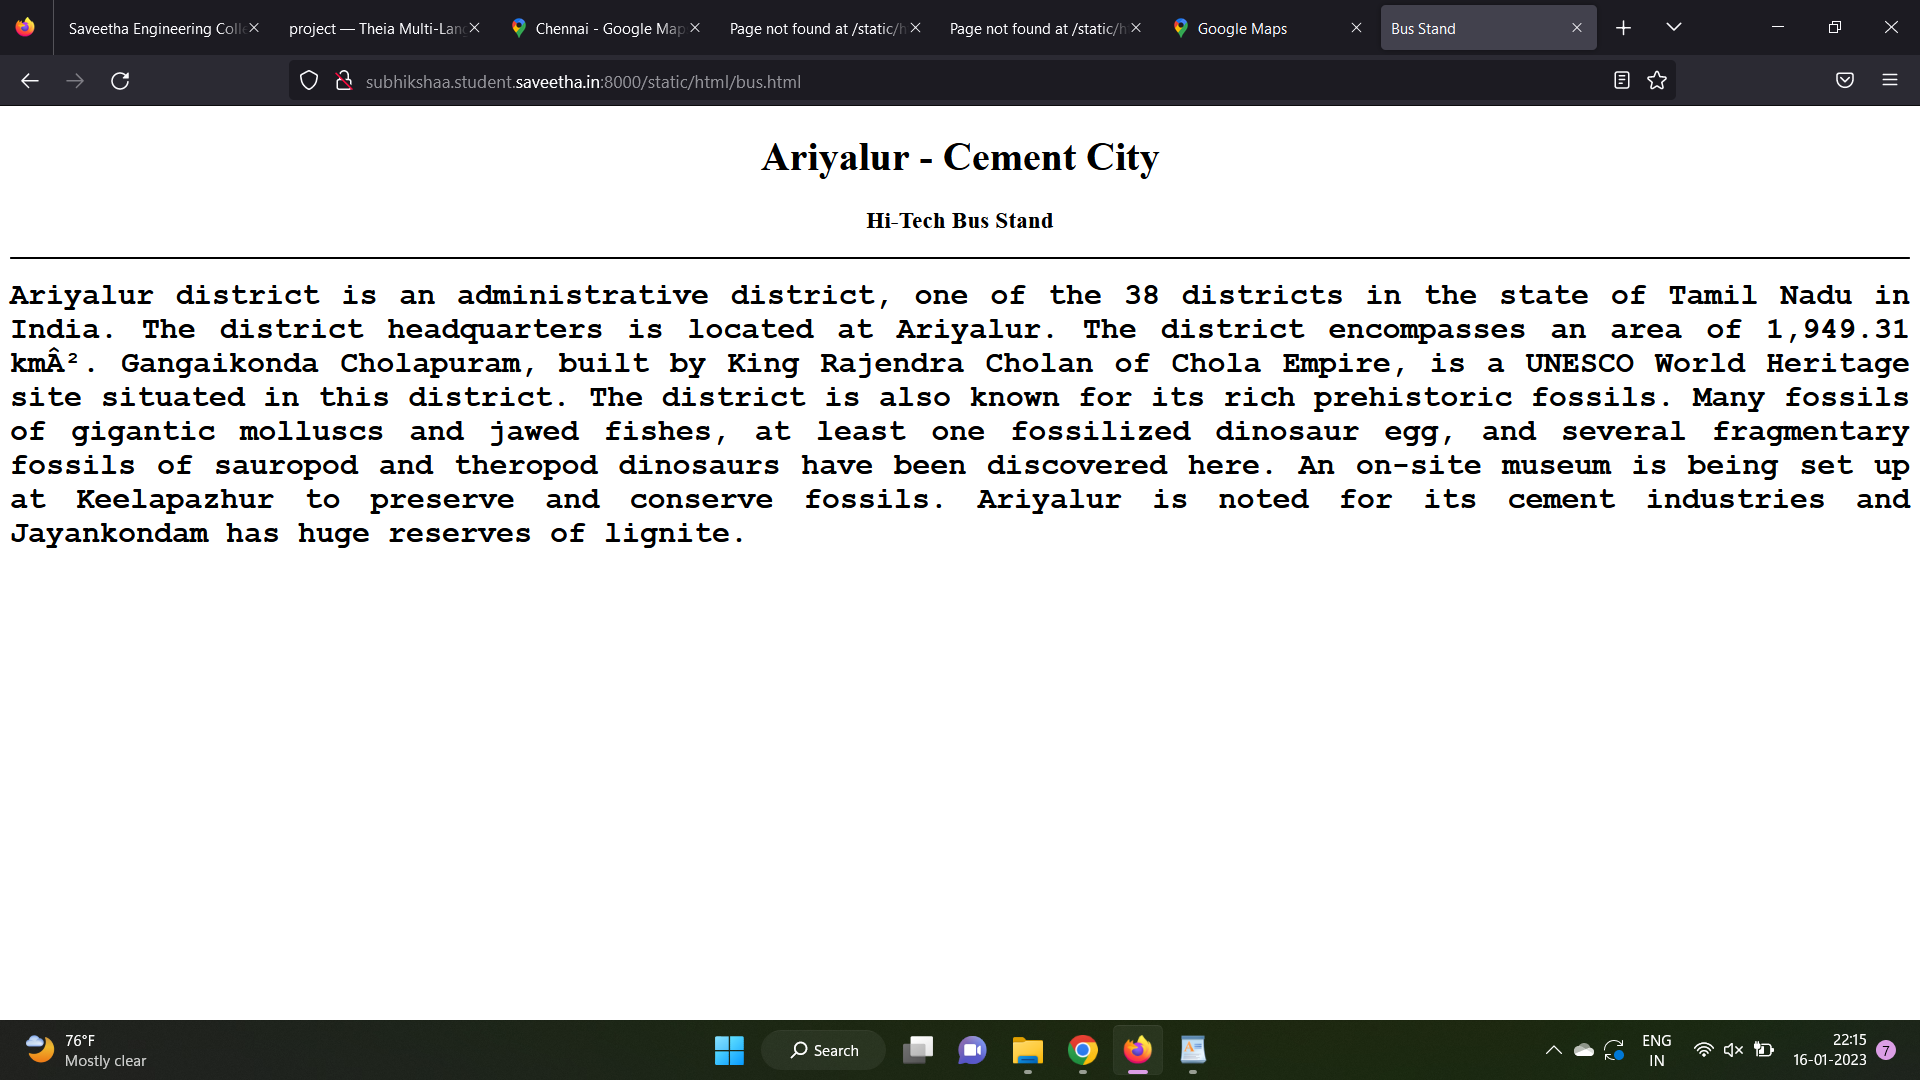 Saveetha Engineering Coll
project — Theia Multi-Lang
Chennai - Google Map
Page not found at /static/h
Page not found at /static/h
Google Maps
Bus Stand
subhikshaa.student.saveetha.in:8000/static/html/bus.html
Ariyalur - Cement City
Hi-Tech Bus Stand
Ariyalur district is an administrative district, one of the 38 districts in the state of Tamil Nadu in
India. The district headquarters is located at Ariyalur. The district encompasses an area of 1,949.31
kmÂ². Gangaikonda Cholapuram, built by King Rajendra Cholan of Chola Empire, is a UNESCO World Heritage
site situated in this district. The district is also known for its rich prehistoric fossils. Many fossils
of gigantic molluscs and jawed fishes, at least one fossilized dinosaur egg, and several fragmentary
fossils of sauropod and theropod dinosaurs have been discovered here. An on-site museum is being set up
at Keelapazhur to preserve and conserve fossils. Ariyalur is noted for its cement industries and
Jayankondam has huge reserves of lignite.
76°F
Mostly clear
Search
ENG
IN
22:15
16-01-2023
7